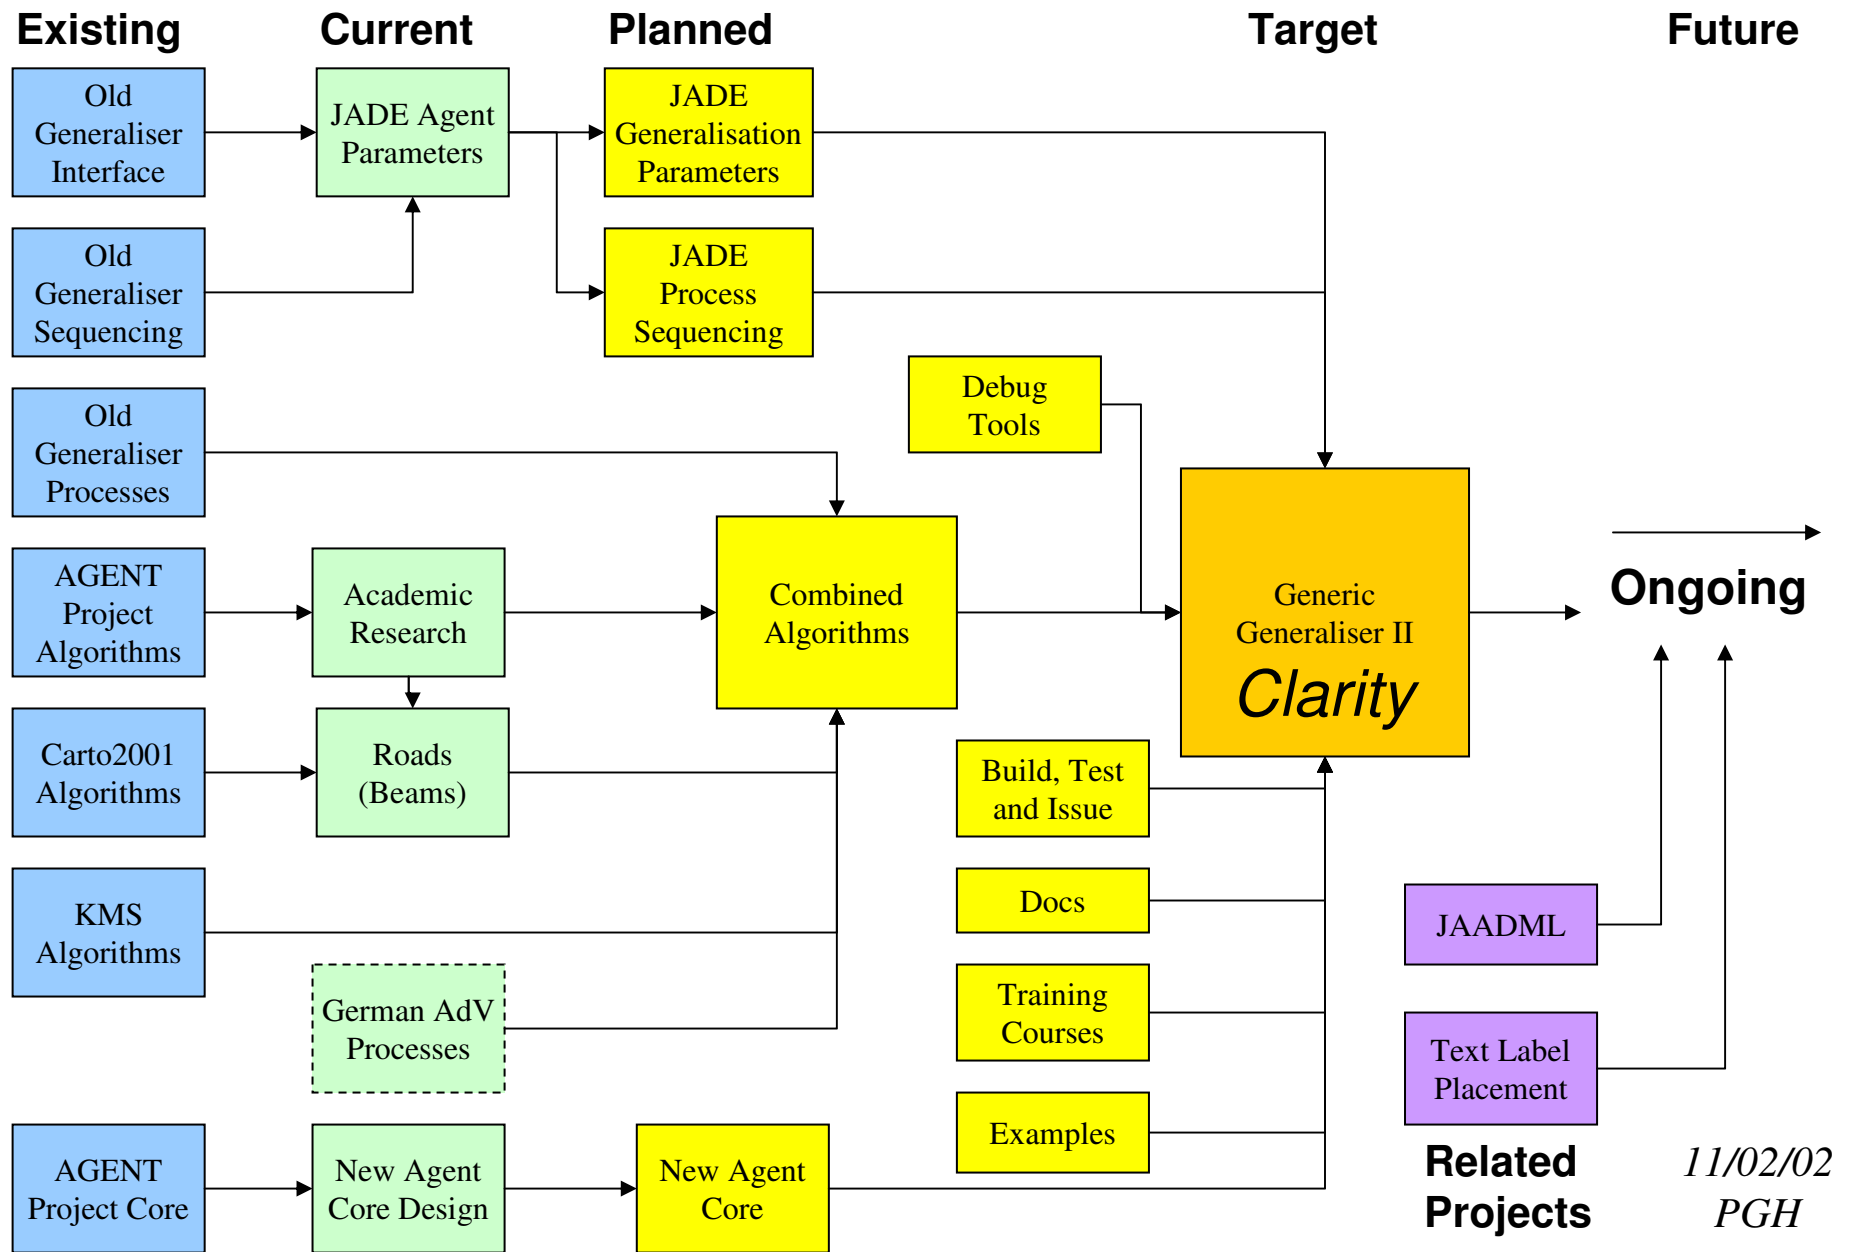 Existing
Current
Planned
Target
Future
Old
Generaliser
Interface
JADE Agent
Parameters
JADE
Generalisation
Parameters
Old
Generaliser
Sequencing
JADE
Process
Sequencing
Debug
Tools
Old
Generaliser
Processes
AGENT
Project
Algorithms
Academic
Research
Combined
Algorithms
Generic
Generaliser II
Clarity
Ongoing
Carto2001
Algorithms
Roads
(Beams)
Build, Test
and Issue
KMS
Algorithms
Docs
JAADML
German AdV
Processes
Training
Courses
Text Label
Placement
Examples
AGENT
Project Core
New Agent
Core Design
New Agent
Core
Related
Projects
11/02/02
PGH